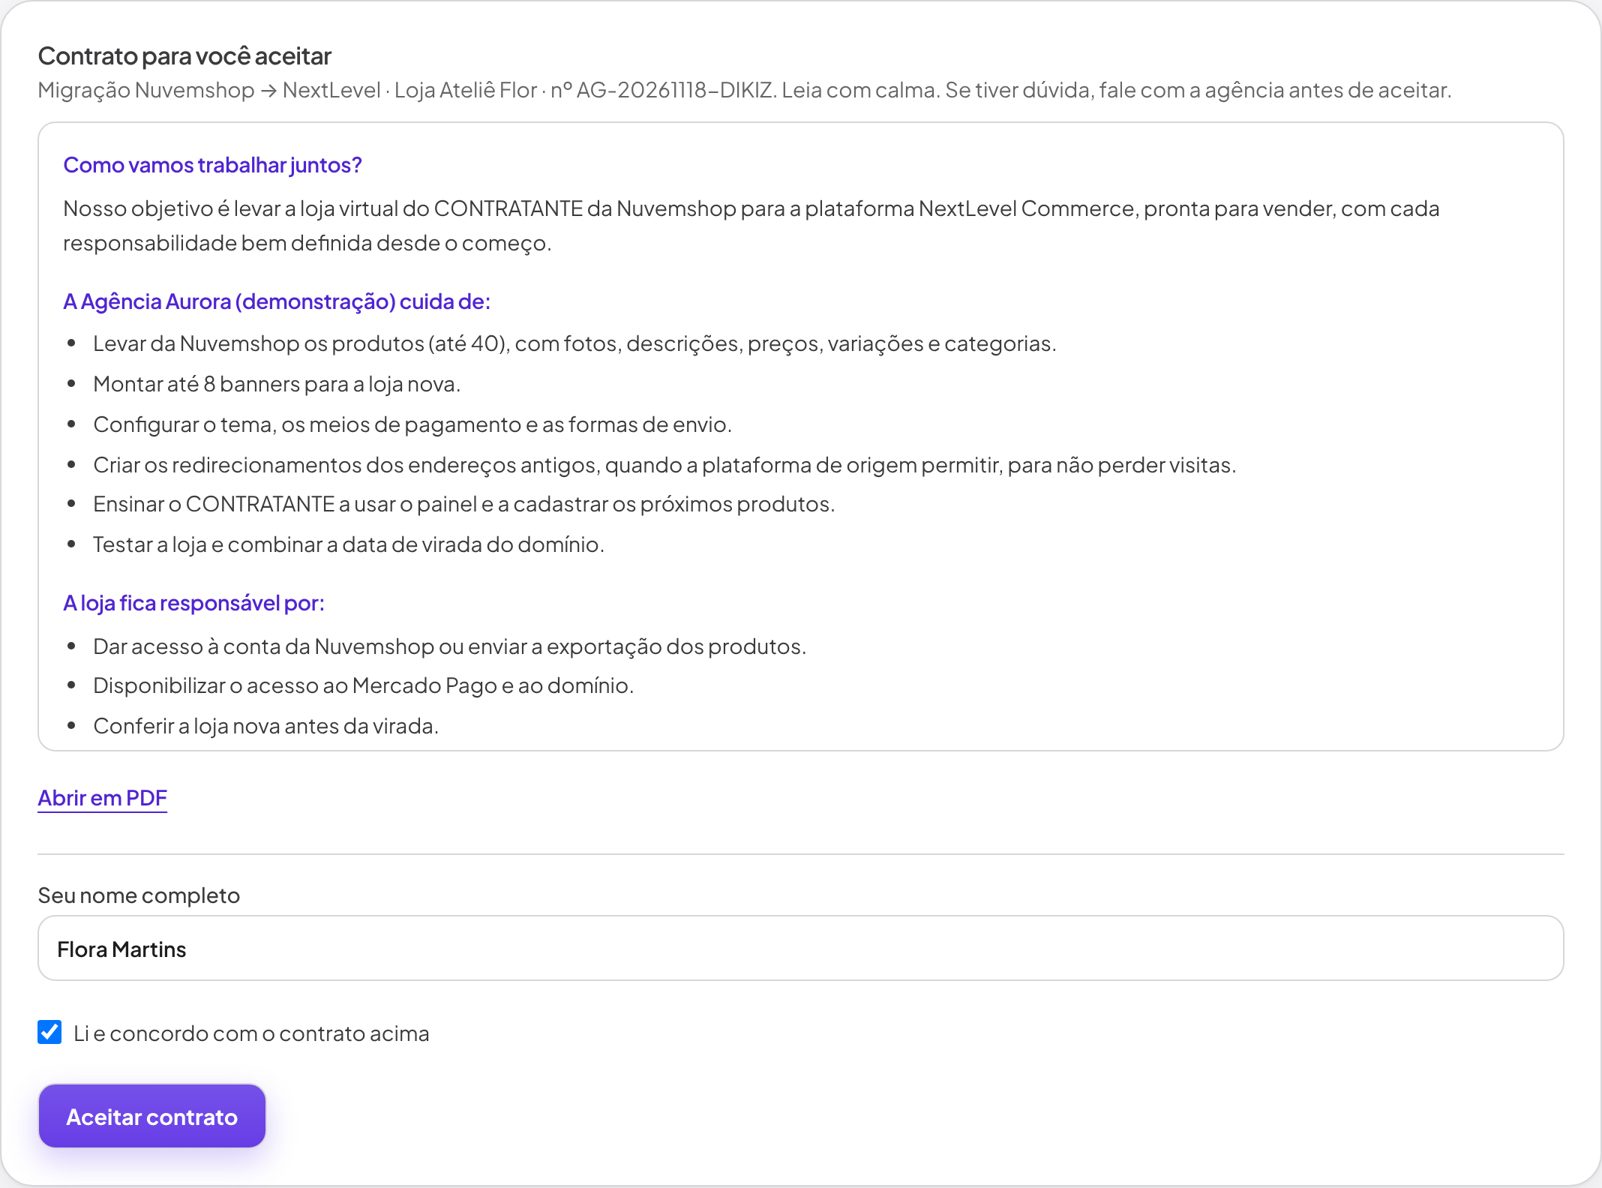 Contrato para você aceitar
Migração Nuvemshop → NextLevel · Loja Ateliê Flor · nº AG-20261118-DIKIZ. Leia com calma. Se tiver dúvida, fale com a agência antes de aceitar.
Como vamos trabalhar juntos?
Nosso objetivo é levar a loja virtual do CONTRATANTE da Nuvemshop para a plataforma NextLevel Commerce, pronta para vender, com cada
responsabilidade bem definida desde o começo.
A Agência Aurora (demonstração) cuida de:
• Levar da Nuvemshop os produtos (até 40), com fotos, descrições, preços, variações e categorias.
• Montar até 8 banners para a loja nova.
• Configurar o tema, os meios de pagamento e as formas de envio.
• Criar os redirecionamentos dos endereços antigos, quando a plataforma de origem permitir, para não perder visitas.
• Ensinar o CONTRATANTE a usar o painel e a cadastrar os próximos produtos.
• Testar a loja e combinar a data de virada do domínio.
A loja fica responsável por:
• Dar acesso à conta da Nuvemshop ou enviar a exportação dos produtos.
• Disponibilizar o acesso ao Mercado Pago e ao domínio.
• Conferir a loja nova antes da virada.
Abrir em PDF
Seu nome completo
Flora Martins
Li e concordo com o contrato acima
Aceitar contrato